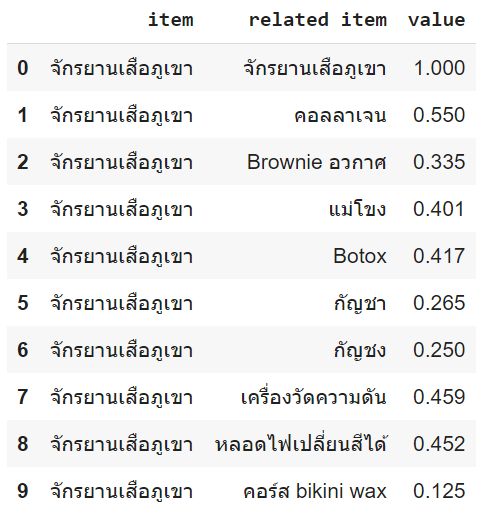 item related item value
0 จักรยานเสือภูเขา จักรยานเสือภูเขา 1.000
1 จักรยานเสือภูเขา คอลลาเจน 0.550
2 จักรยานเสือภูเขา Brownie อวกาศ 0.335
3 จักรยานเสือภูเขา แม่โขง 0.401
4 จักรยานเสือภูเขา Botox 0.417
5 จักรยานเสือภูเขา กัญชา 0.265
6 จักรยานเสือภูเขา กัญชง 0.250
7 จักรยานเสือภูเขา เครื่องวัดความดัน 0.459
8 จักรยานเสือภูเขา หลอดไฟเปลี่ยนสีได้ 0.452
9 จักรยานเสือภูเขา คอร์ส bikini wax 0.125